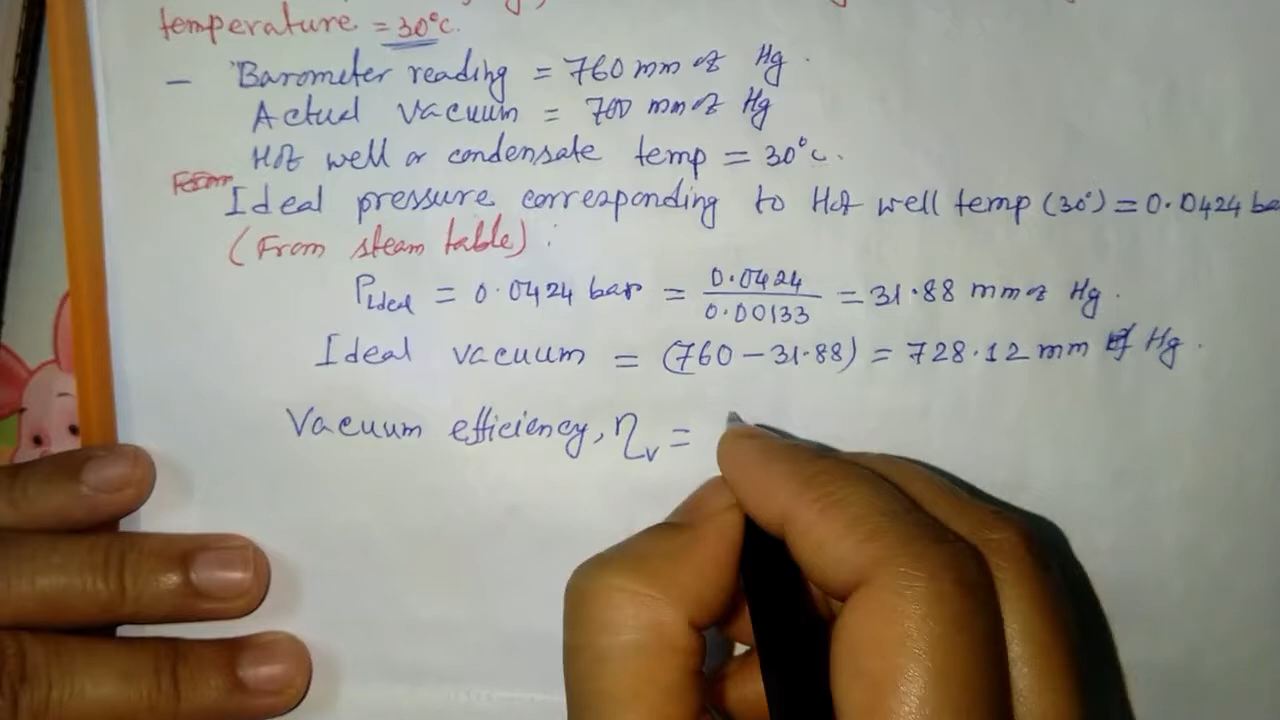 temperature = 30°c.
- Barometer reading = 760 mm of Hg.
Actual vacuum = 700 mm of Hg
Hot well or condensate temp = 30°c.
From
Ideal pressure corresponding to Hot well temp (30°) = 0.0424 ba
(From steam table) :
Pideal = 0.0424 bar = 0.0424 / 0.00133 = 31.88 mm of Hg.
Ideal vacuum = (760 - 31.88) = 728.12 mm of Hg.
Vacuum efficiency, ηv =